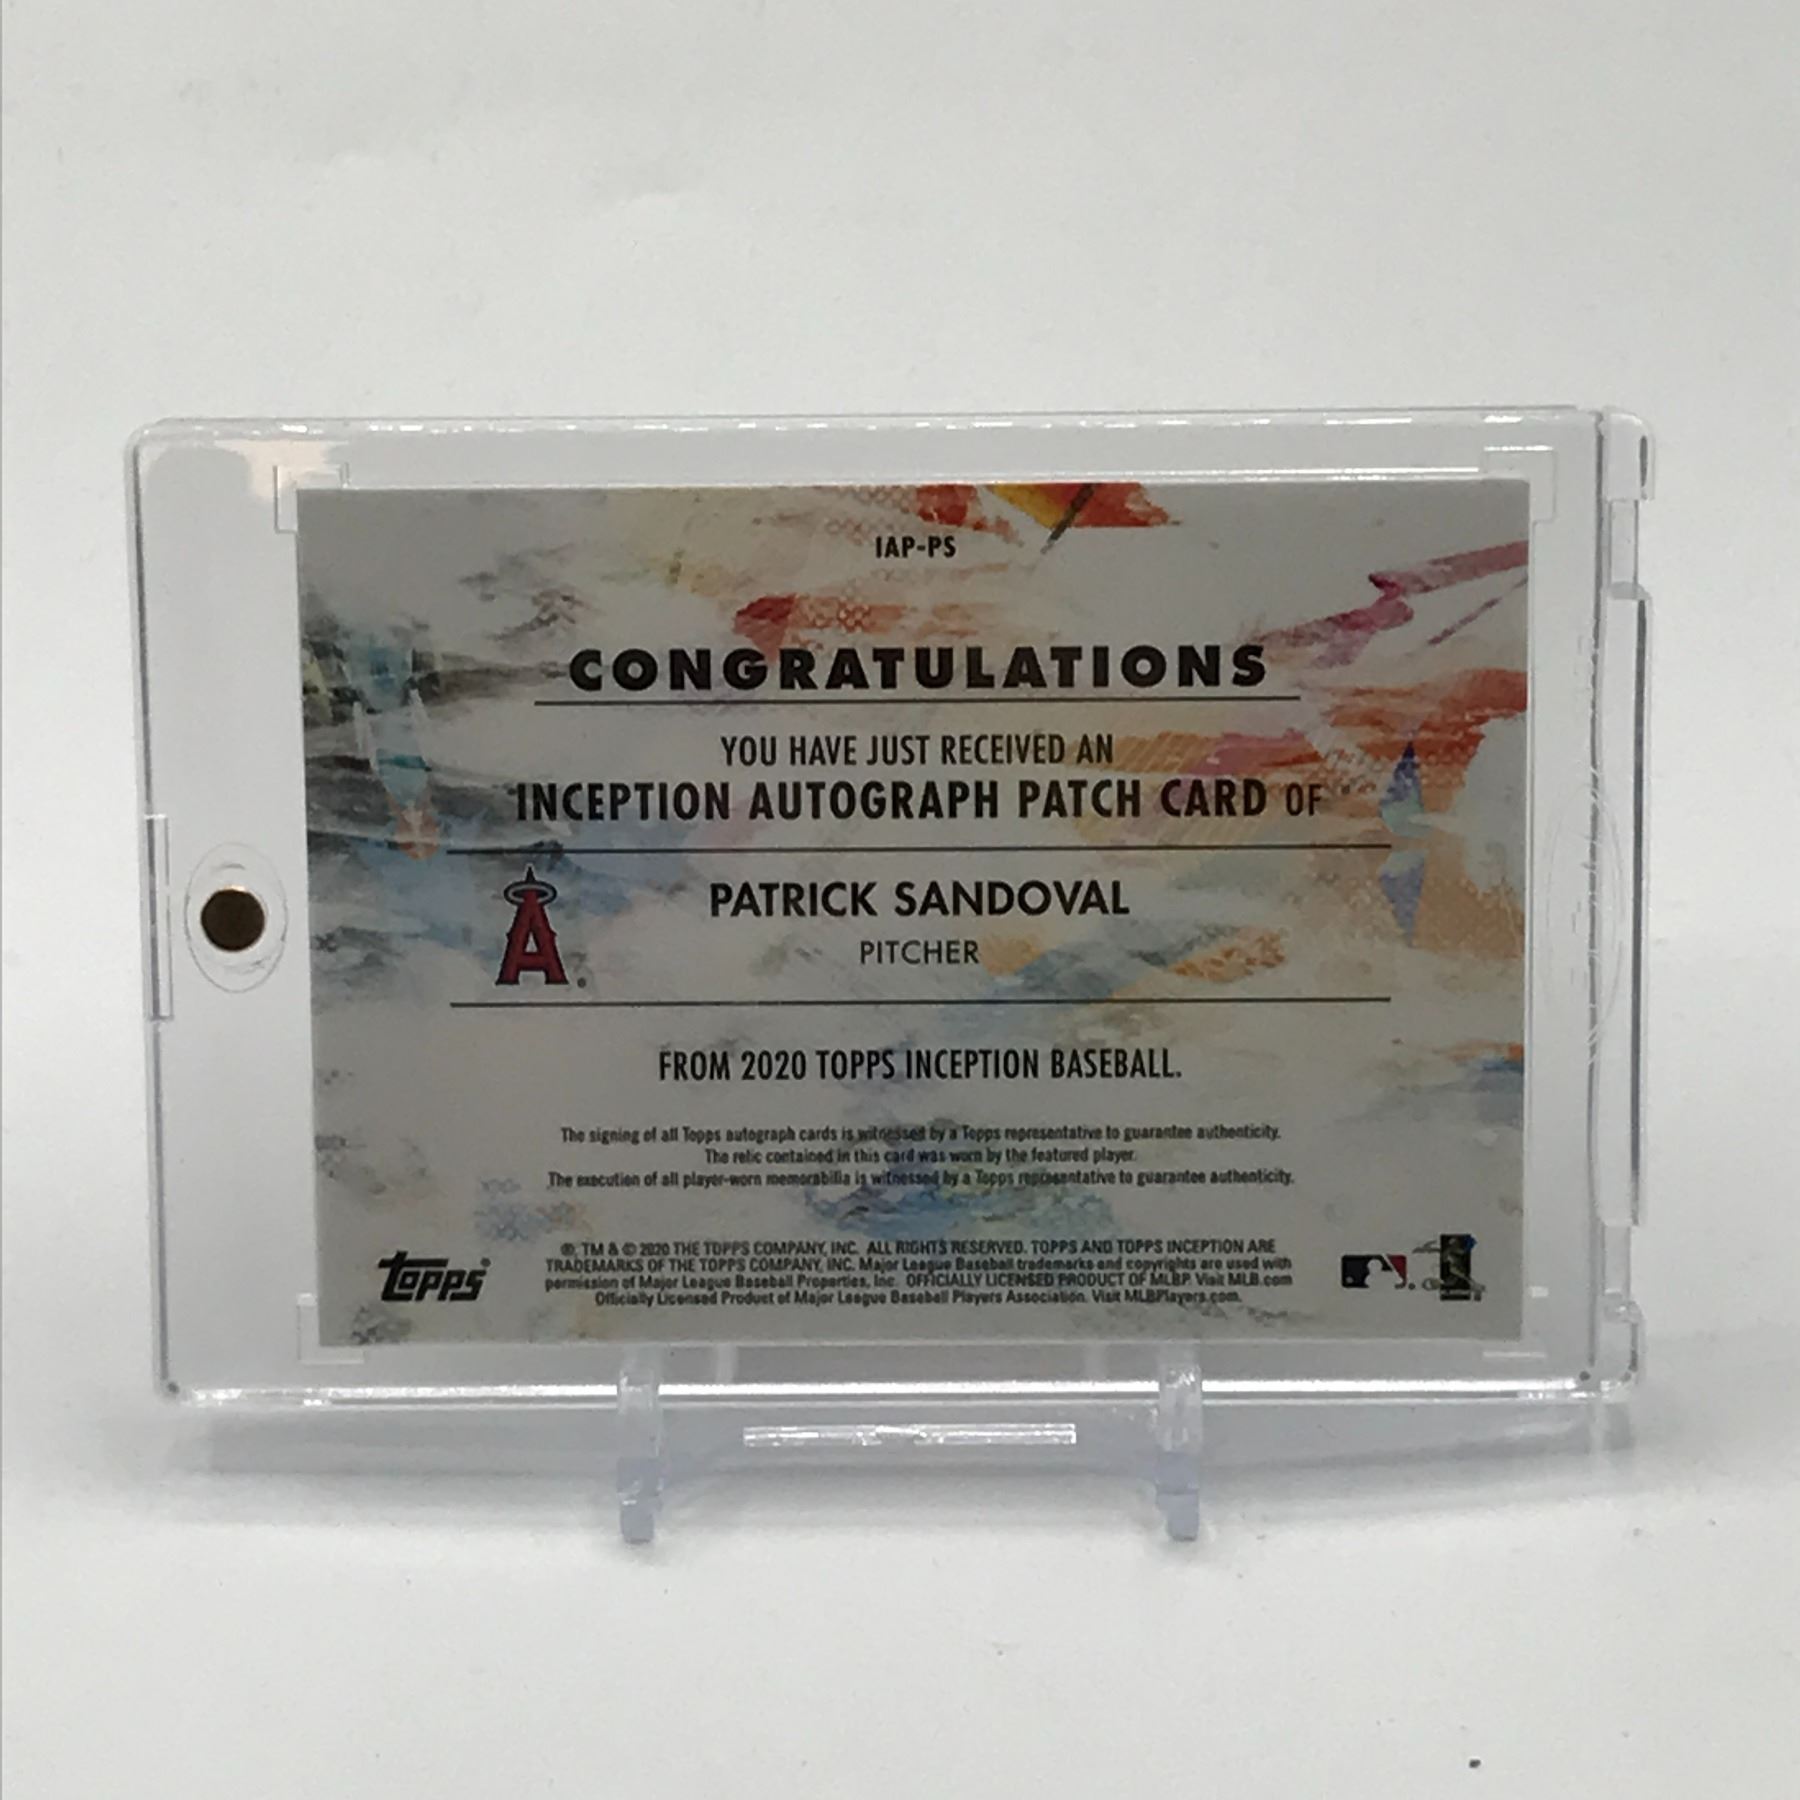 IAP-PS
CONGRATULATIONS
YOU HAVE JUST RECEIVED AN
INCEPTION AUTOGRAPH PATCH CARD OF
A®
PATRICK SANDOVAL
PITCHER
FROM 2020 TOPPS INCEPTION BASEBALL.
The signing of all Topps autograph cards is witnessed by a Topps representative to guarantee authenticity.
The relic contained in this card was worn by the featured player.
The execution of all player-worn memorabilia is witnessed by a Topps representative to guarantee authenticity.
topps®
®, TM & © 2020 THE TOPPS COMPANY, INC. ALL RIGHTS RESERVED. TOPPS AND TOPPS INCEPTION ARE
TRADEMARKS OF THE TOPPS COMPANY, INC. Major League Baseball trademarks and copyrights are used with
permission of Major League Baseball Properties, Inc. OFFICIALLY LICENSED PRODUCT OF MLBP. Visit MLB.com
Officially Licensed Product of Major League Baseball Players Association. Visit MLBPlayers.com.